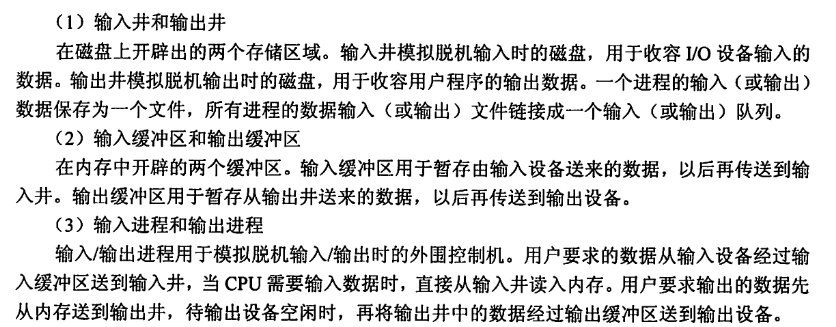 （1）输入井和输出井
在磁盘上开辟出的两个存储区域。输入井模拟脱机输入时的磁盘，用于收容 I/O 设备输入的
数据。输出井模拟脱机输出时的磁盘，用于收容用户程序的输出数据。一个进程的输入（或输出）
数据保存为一个文件，所有进程的数据输入（或输出）文件链接成一个输入（或输出）队列。
（2）输入缓冲区和输出缓冲区
在内存中开辟的两个缓冲区。输入缓冲区用于暂存由输入设备送来的数据，以后再传送到输
入井。输出缓冲区用于暂存从输出井送来的数据，以后再传送到输出设备。
（3）输入进程和输出进程
输入/输出进程用于模拟脱机输入/输出时的外围控制机。用户要求的数据从输入设备经过输
入缓冲区送到输入井，当 CPU 需要输入数据时，直接从输入井读入内存。用户要求输出的数据先
从内存送到输出井，待输出设备空闲时，再将输出井中的数据经过输出缓冲区送到输出设备。